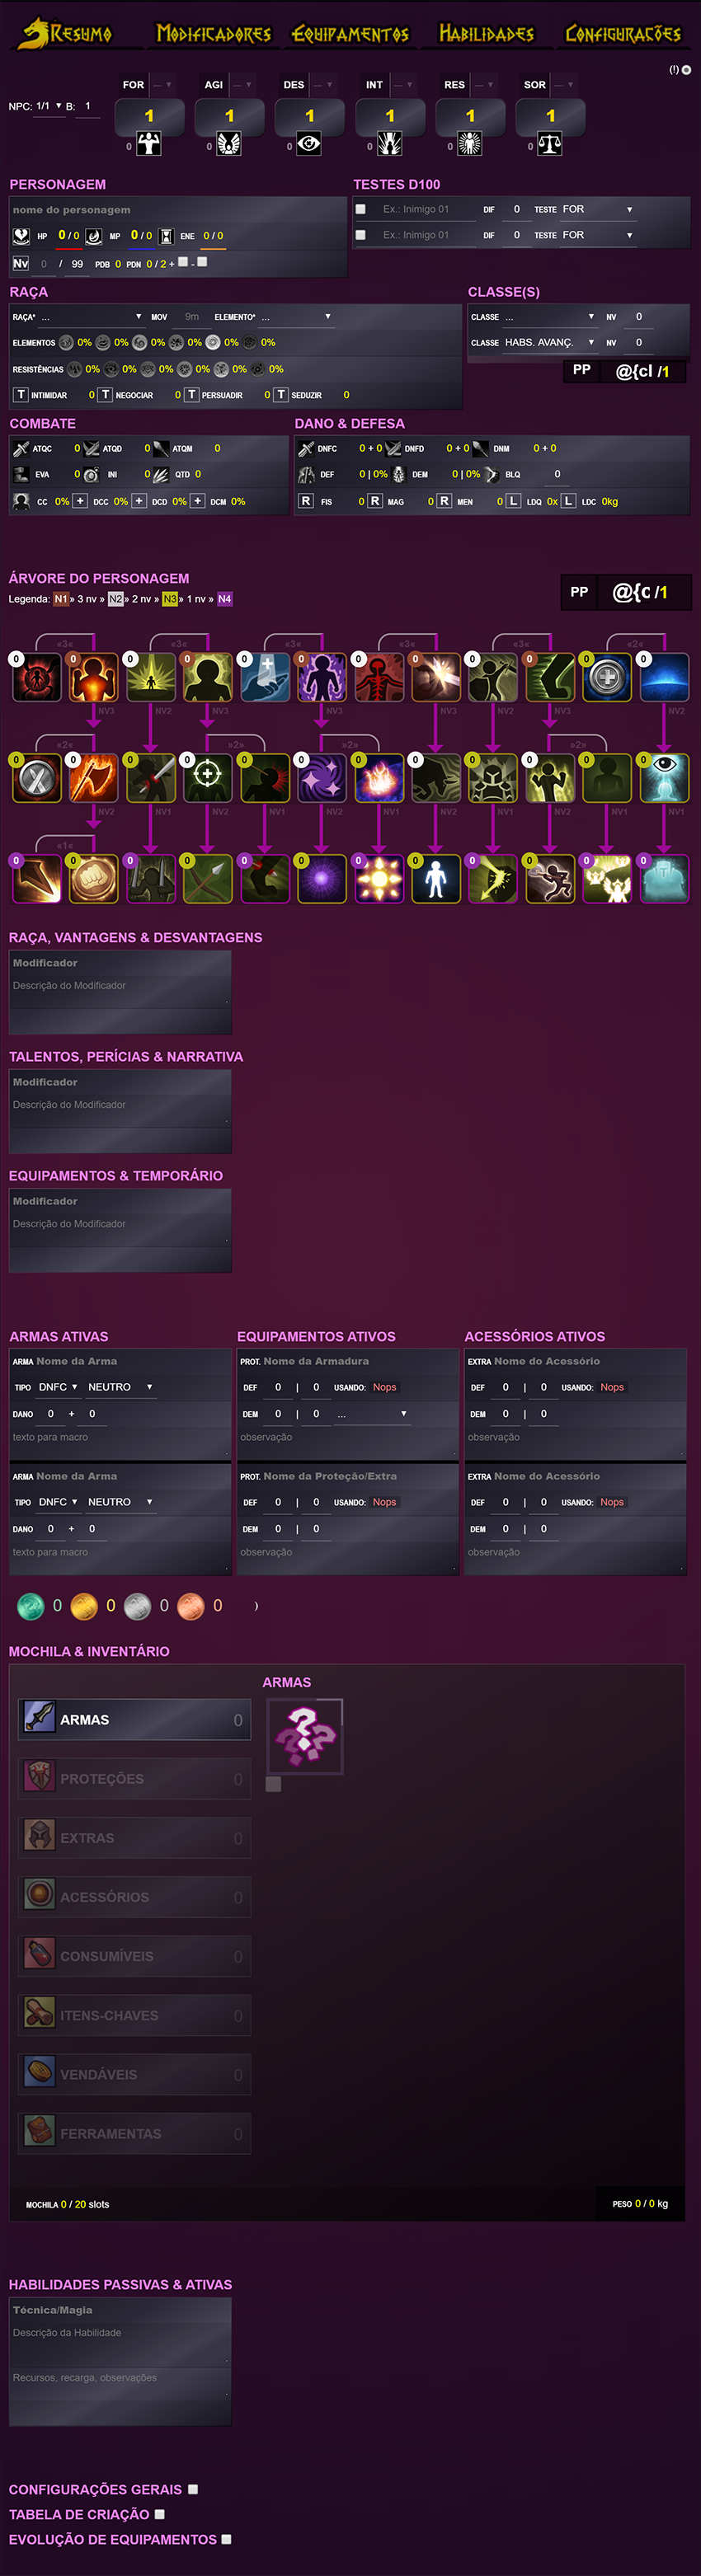 Resumo Modificadores Equipamentos Habilidades Configurações
(!)
FOR — AGI — DES — INT — RES — SOR —
NPC: 1/1 B: 1
1 1 1 1 1 1
0 0 0 0 0 0
PERSONAGEM TESTES D100
nome do personagem
Ex.: Inimigo 01 DIF 0 TESTE FOR
HP 0 / 0 MP 0 / 0 ENE 0 / 0
Ex.: Inimigo 01 DIF 0 TESTE FOR
Nv 0 / 99 PDB 0 PDN 0 / 2 + -
RAÇA CLASSE(S)
RAÇA* ... MOV 9m ELEMENTO* ... CLASSE ... NV 0
ELEMENTOS 0% 0% 0% 0% 0% 0% CLASSE HABS. AVANÇ. NV 0
RESISTÊNCIAS 0% 0% 0% 0% 0% 0% PP @{cl /1
T INTIMIDAR 0 T NEGOCIAR 0 T PERSUADIR 0 T SEDUZIR 0
COMBATE DANO & DEFESA
ATQC 0 ATQD 0 ATQM 0 DNFC 0 + 0 DNFD 0 + 0 DNM 0 + 0
EVA 0 INI 0 QTD 0 DEF 0 | 0% DEM 0 | 0% BLQ 0
CC 0% + DCC 0% + DCD 0% + DCM 0% R FIS 0 R MAG 0 R MEN 0 L LDQ 0x L LDC 0kg
ÁRVORE DO PERSONAGEM
Legenda: N1 » 3 nv » N2 » 2 nv » N3 » 1 nv » N4 PP @{c /1
«3« «3« «3« «3« «3« «2«
0 0 0 0 0 0 0 0 0 0 0 0
NV3 NV2 NV3 NV3 NV3 NV2 NV3 NV2
«2« »2» »2» »2»
0 0 0 0 0 0 0 0 0 0 0 0
NV2 NV1 NV2 NV1 NV2 NV1 NV2 NV1 NV2 NV1 NV1
«1«
0 0 0 0 0 0 0 0 0 0 0 0
RAÇA, VANTAGENS & DESVANTAGENS
Modificador
Descrição do Modificador
TALENTOS, PERÍCIAS & NARRATIVA
Modificador
Descrição do Modificador
EQUIPAMENTOS & TEMPORÁRIO
Modificador
Descrição do Modificador
ARMAS ATIVAS EQUIPAMENTOS ATIVOS ACESSÓRIOS ATIVOS
ARMA Nome da Arma PROT. Nome da Armadura EXTRA Nome do Acessório
TIPO DNFC NEUTRO DEF 0 | 0 USANDO: Nops DEF 0 | 0 USANDO: Nops
DANO 0 + 0 DEM 0 | 0 ... DEM 0 | 0
texto para macro observação observação
ARMA Nome da Arma PROT. Nome da Proteção/Extra EXTRA Nome do Acessório
TIPO DNFC NEUTRO DEF 0 | 0 USANDO: Nops DEF 0 | 0 USANDO: Nops
DANO 0 + 0 DEM 0 | 0 DEM 0 | 0
texto para macro observação observação
0 0 0 0 )
MOCHILA & INVENTÁRIO
ARMAS
ARMAS 0
PROTEÇÕES 0
EXTRAS 0
ACESSÓRIOS 0
CONSUMÍVEIS 0
ITENS-CHAVES 0
VENDÁVEIS 0
FERRAMENTAS 0
MOCHILA 0 / 20 slots PESO 0 / 0 kg
HABILIDADES PASSIVAS & ATIVAS
Técnica/Magia
Descrição da Habilidade
Recursos, recarga, observações
CONFIGURAÇÕES GERAIS
TABELA DE CRIAÇÃO
EVOLUÇÃO DE EQUIPAMENTOS